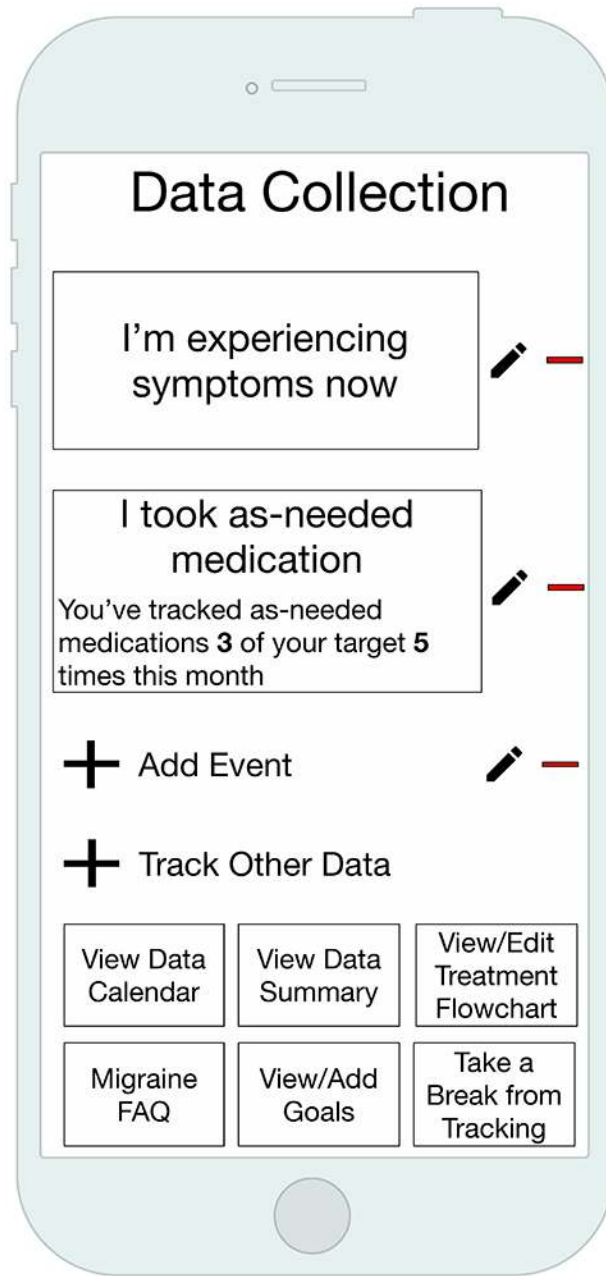 Data Collection
I'm experiencing
symptoms now
I took as-needed
medication
You've tracked as-needed
medications 3 of your target 5
times this month
Add Event
Track Other Data
View Data
Calendar
View Data
Summary
View/Edit
Treatment
Flowchart
Migraine
FAQ
View/Add
Goals
Take a
Break from
Tracking